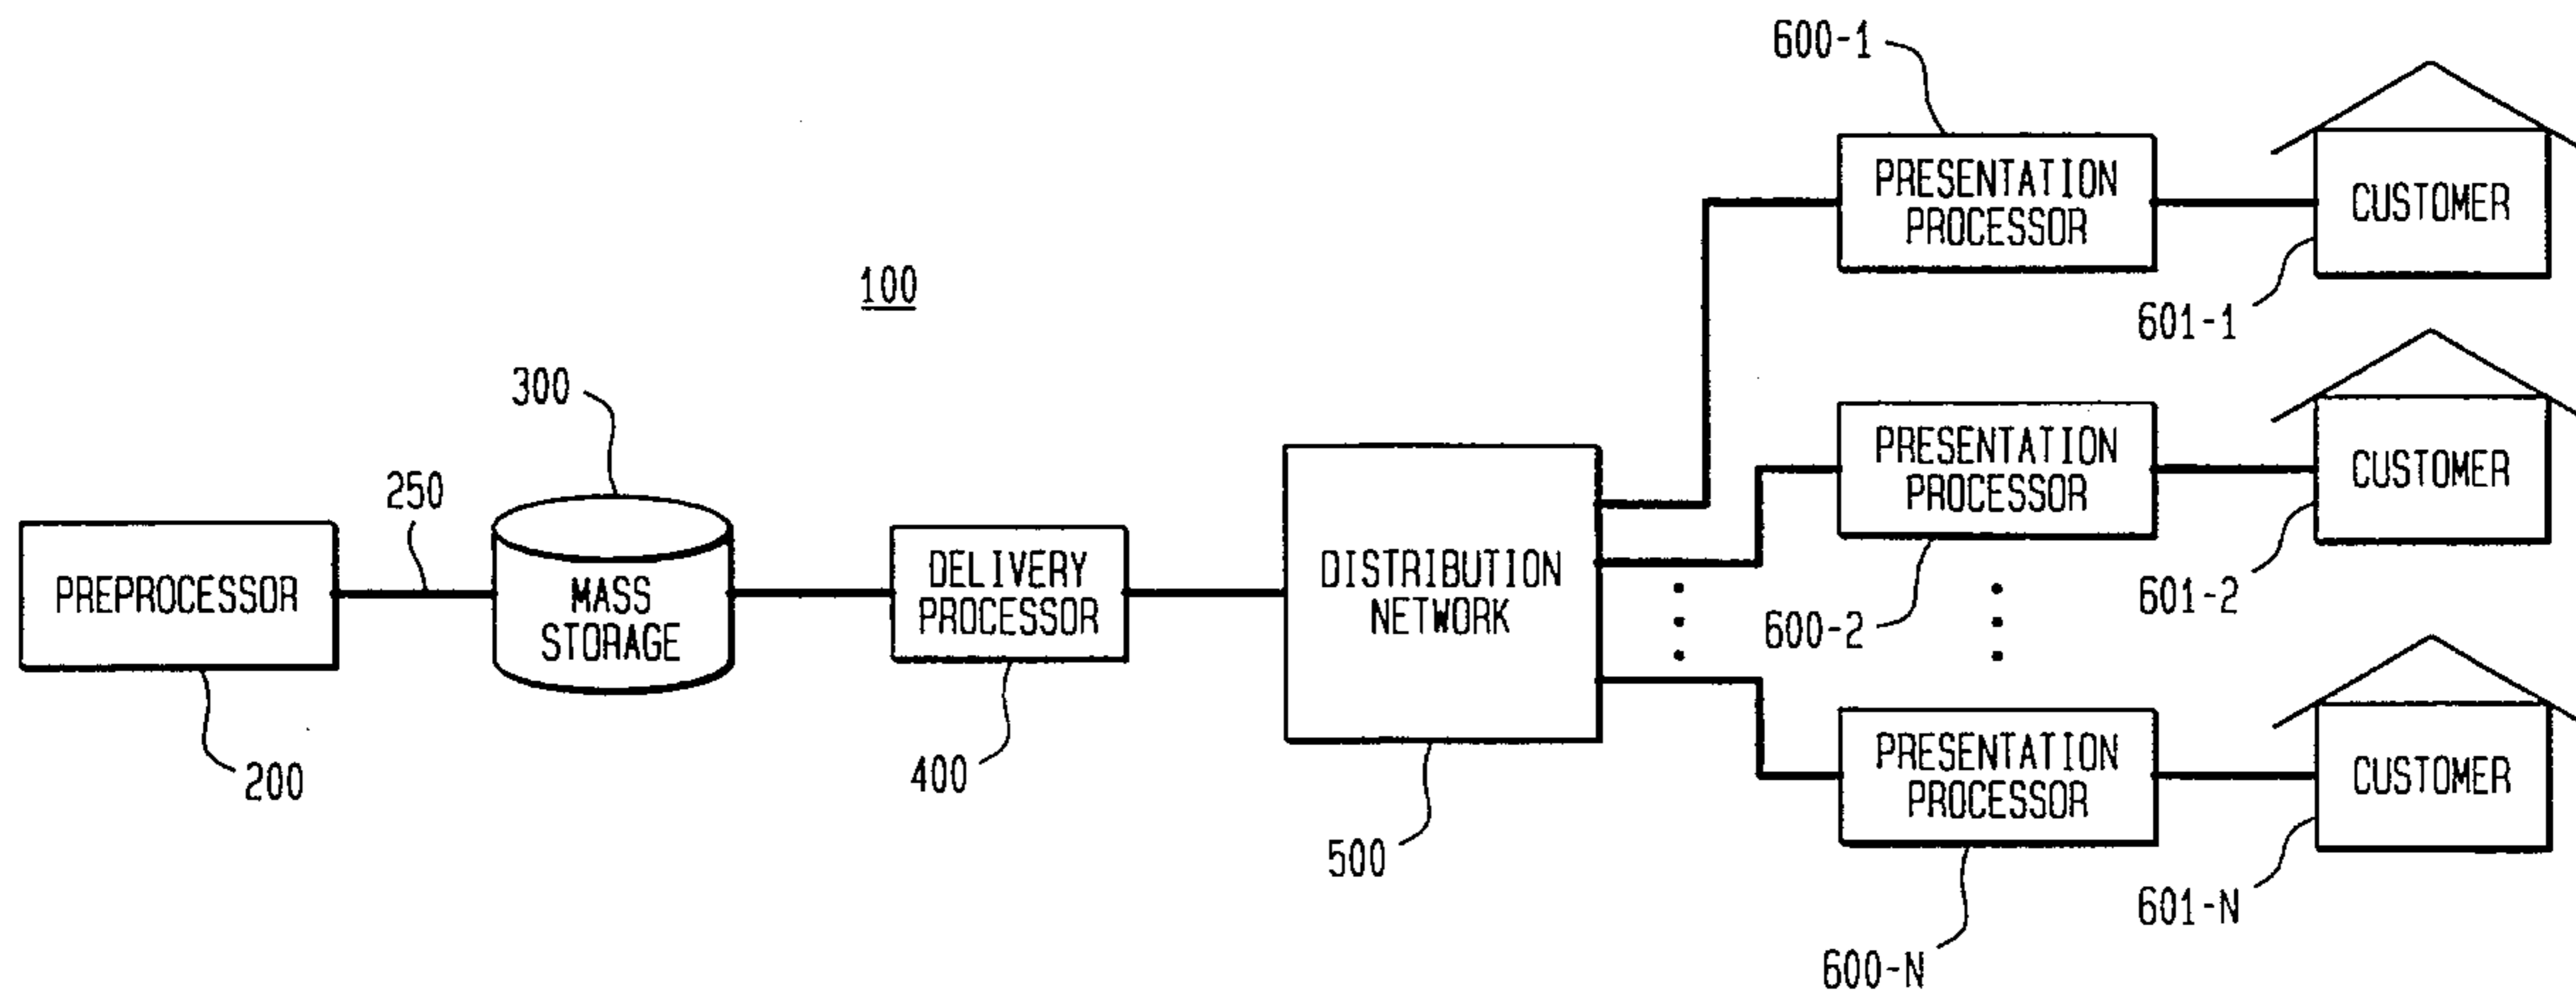 600-1
PRESENTATION
PROCESSOR
CUSTOMER
601-1
100
300
250
PREPROCESSOR
200
MASS
STORAGE
DELIVERY
PROCESSOR
400
DISTRIBUTION
NETWORK
500
PRESENTATION
PROCESSOR
600-2
CUSTOMER
601-2
PRESENTATION
PROCESSOR
600-N
CUSTOMER
601-N